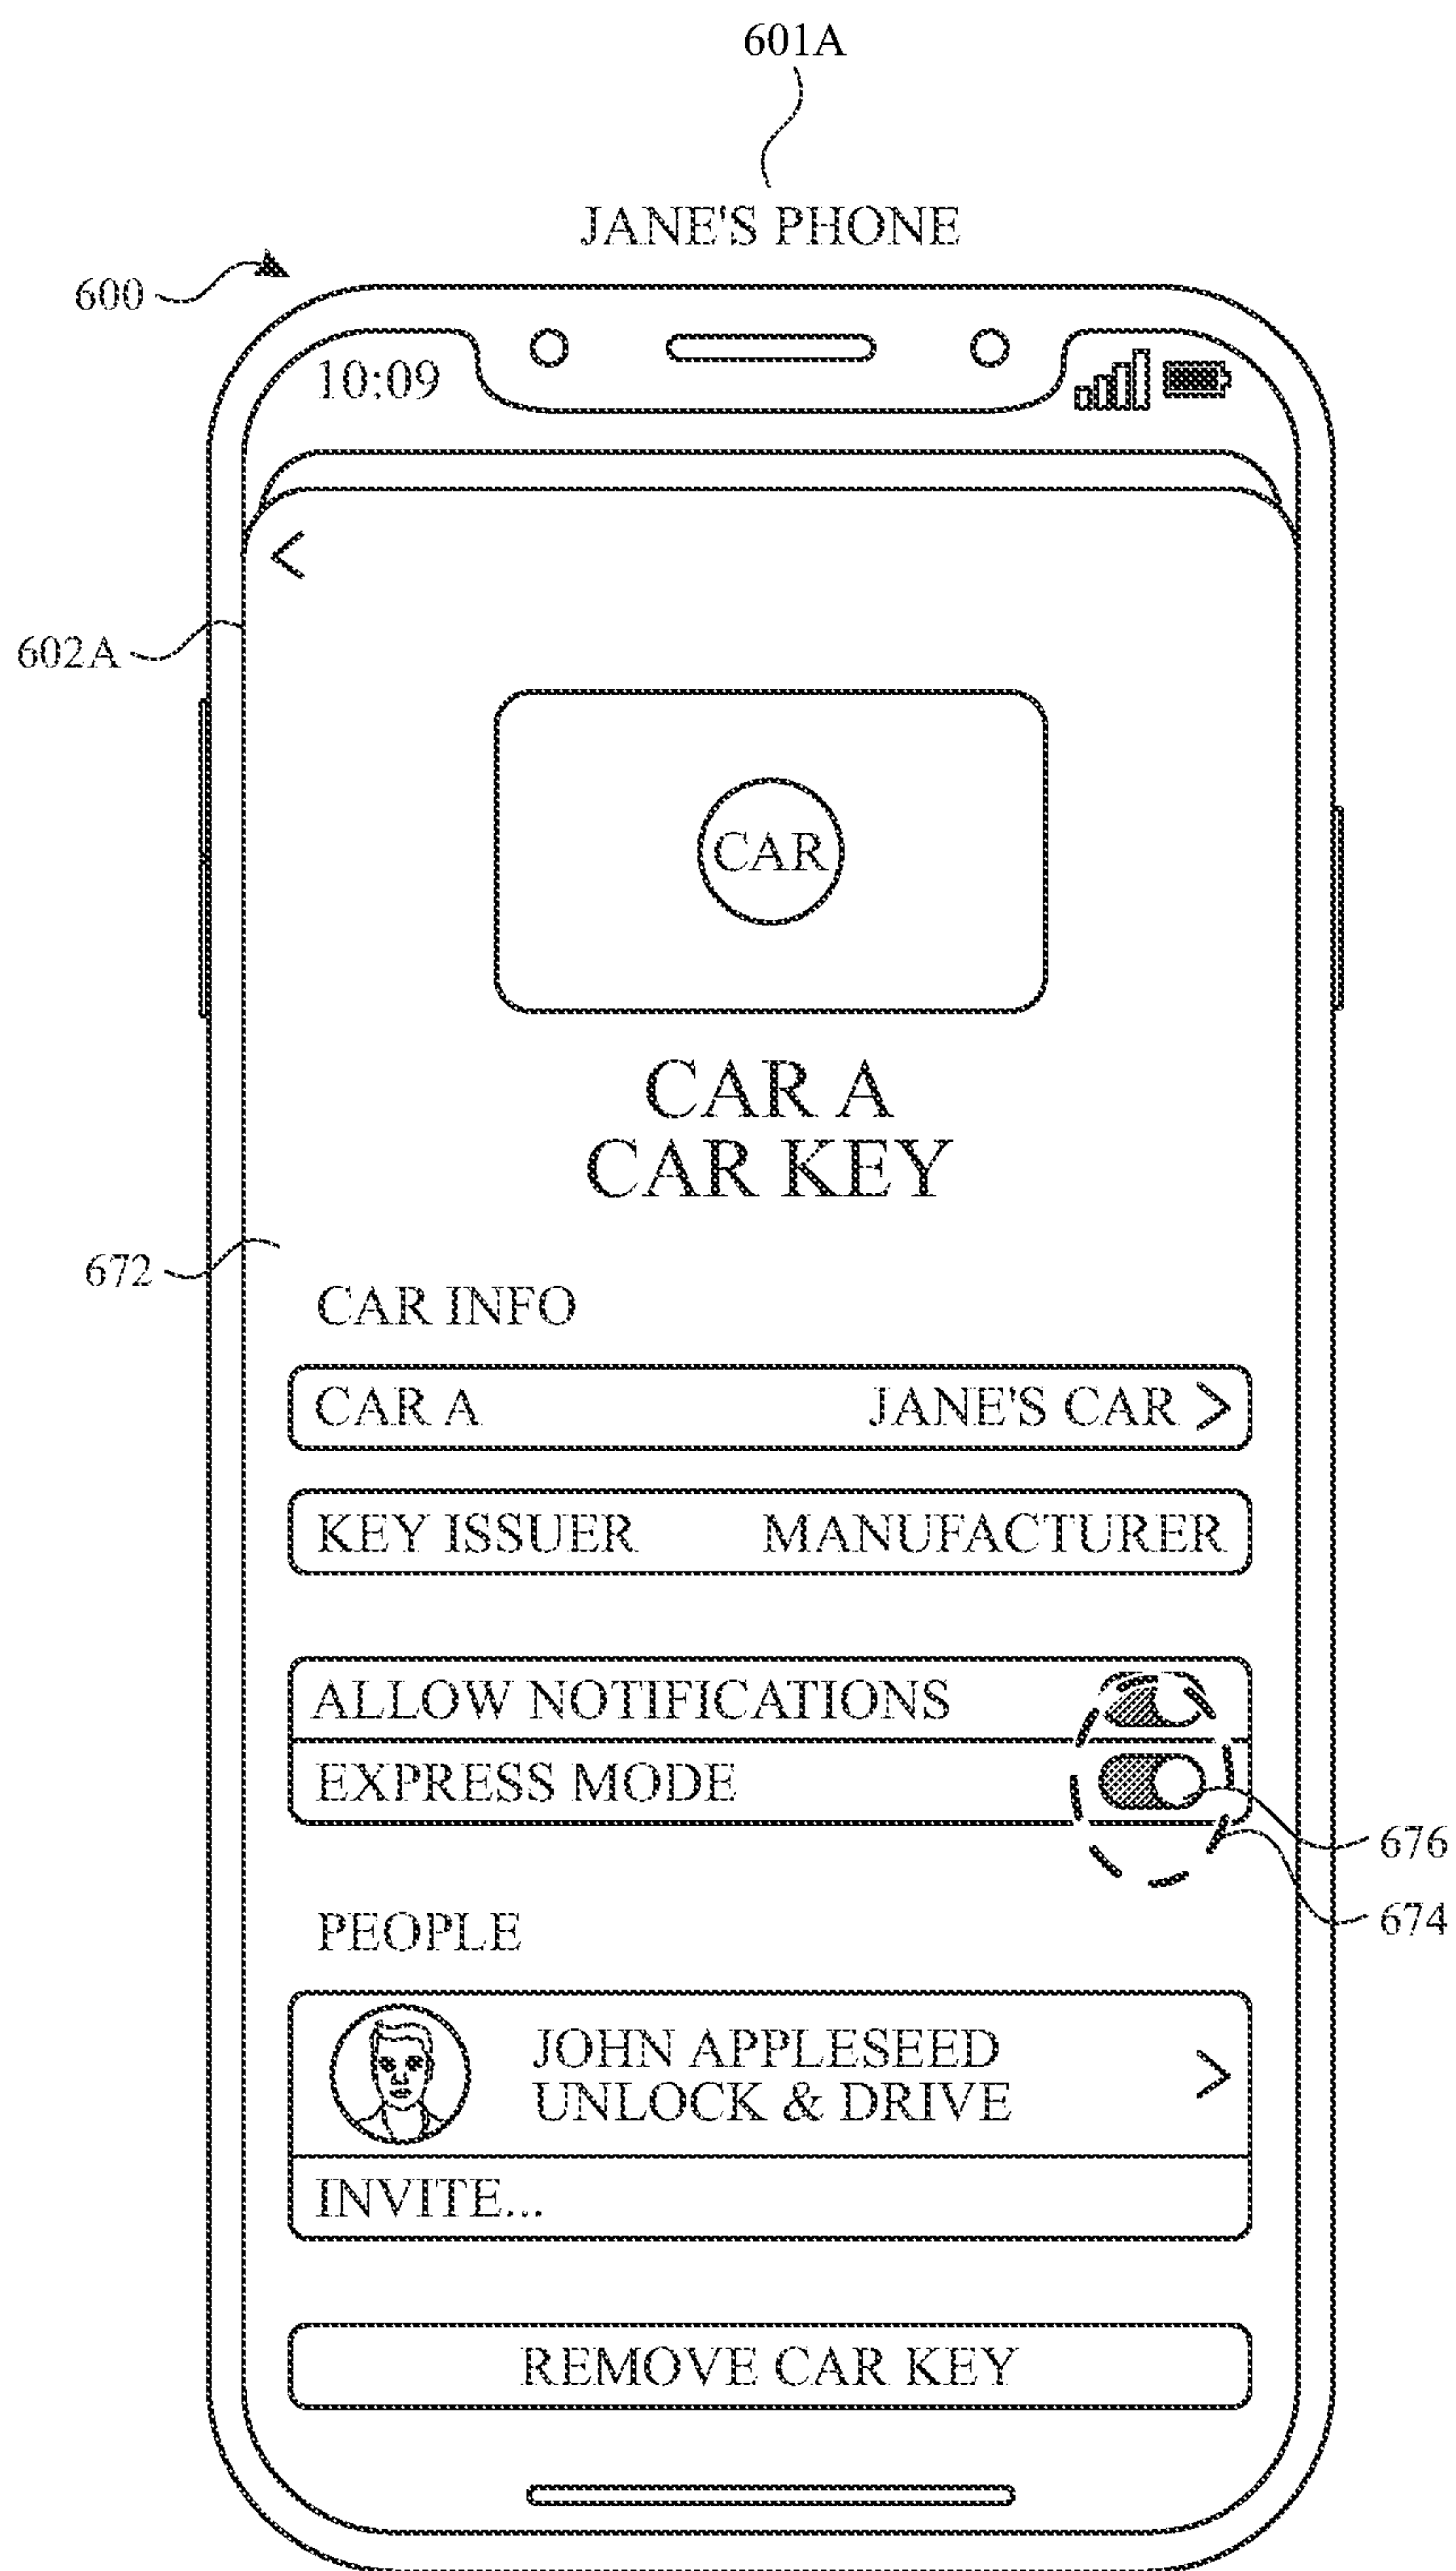 601A
JANE'S PHONE
600
10:09
<
602A
CAR
CAR A
CAR KEY
672
CAR INFO
CAR A JANE'S CAR >
KEY ISSUER MANUFACTURER
ALLOW NOTIFICATIONS
EXPRESS MODE
676
674
PEOPLE
JOHN APPLESEED
UNLOCK & DRIVE >
INVITE...
REMOVE CAR KEY